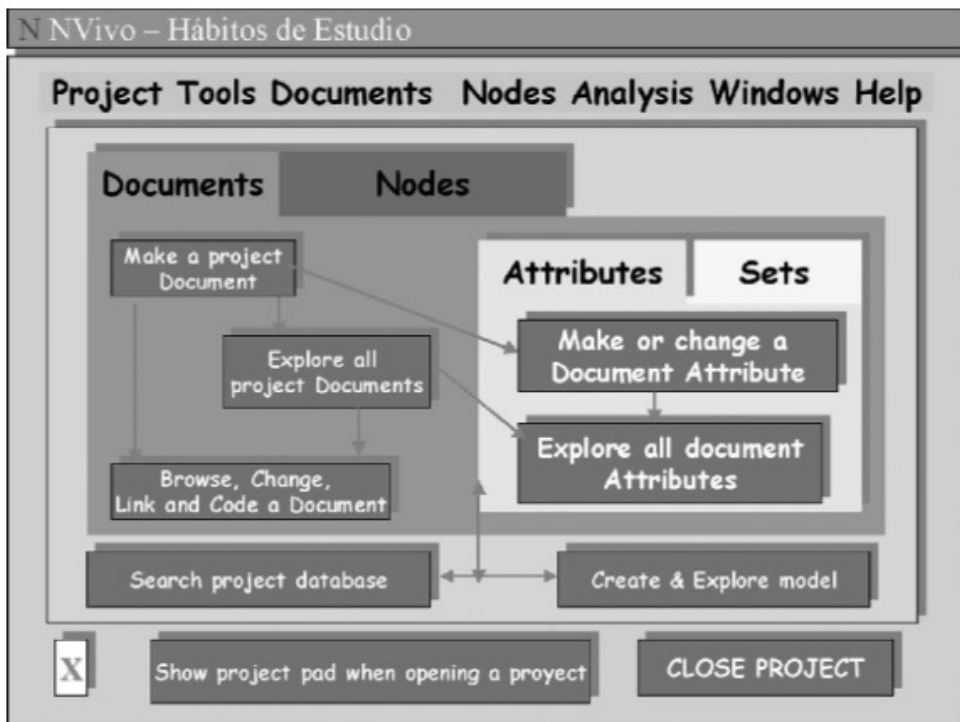 N NVivo – Hábitos de Estudio
Project Tools Documents Nodes Analysis Windows Help
Documents Nodes
Make a project
Document
Attributes Sets
Make or change a
Document Attribute
Explore all
project Documents
Explore all document
Attributes
Browse, Change,
Link and Code a Document
Search project database
Create & Explore model
X
Show project pad when opening a proyect
CLOSE PROJECT